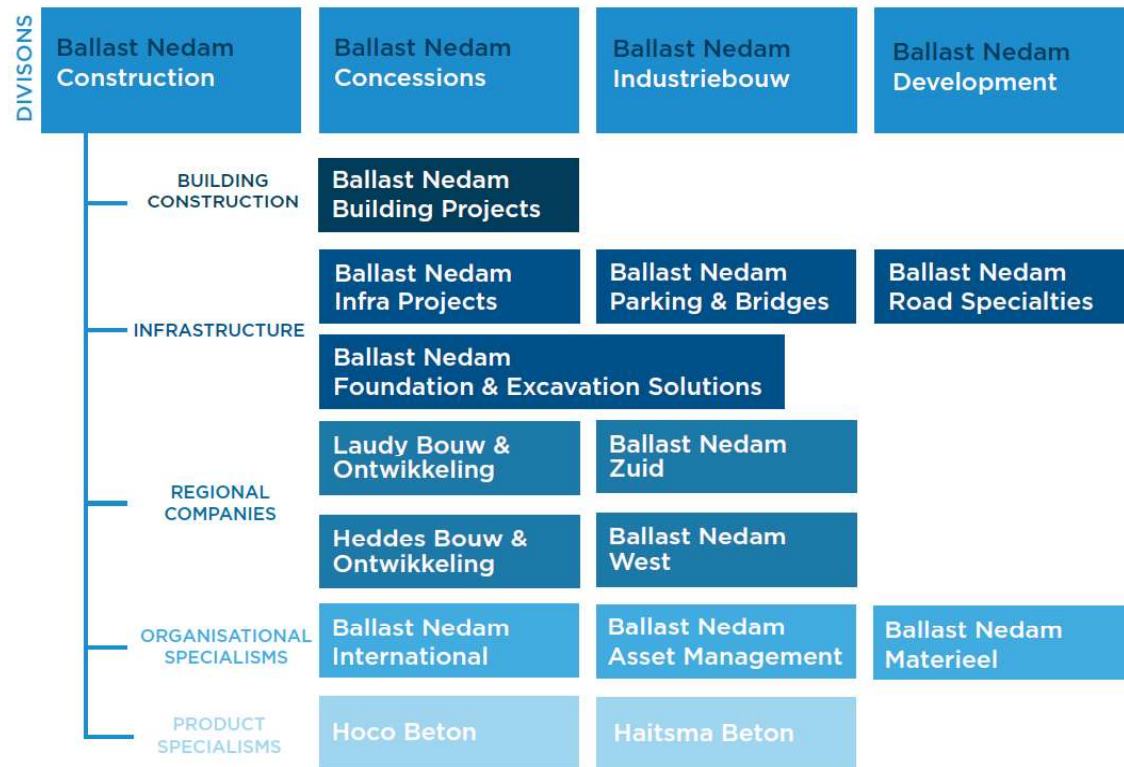 DIVISONS
Ballast Nedam
Construction
Ballast Nedam
Concessions
Ballast Nedam
Industriebouw
Ballast Nedam
Development
BUILDING
CONSTRUCTION
Ballast Nedam
Building Projects
INFRASTRUCTURE
Ballast Nedam
Infra Projects
Ballast Nedam
Parking & Bridges
Ballast Nedam
Road Specialties
Ballast Nedam
Foundation & Excavation Solutions
REGIONAL
COMPANIES
Laudy Bouw &
Ontwikkeling
Ballast Nedam
Zuid
Heddes Bouw &
Ontwikkeling
Ballast Nedam
West
ORGANISATIONAL
SPECIALISMS
Ballast Nedam
International
Ballast Nedam
Asset Management
Ballast Nedam
Materieel
PRODUCT
SPECIALISMS
Hoco Beton
Haitsma Beton